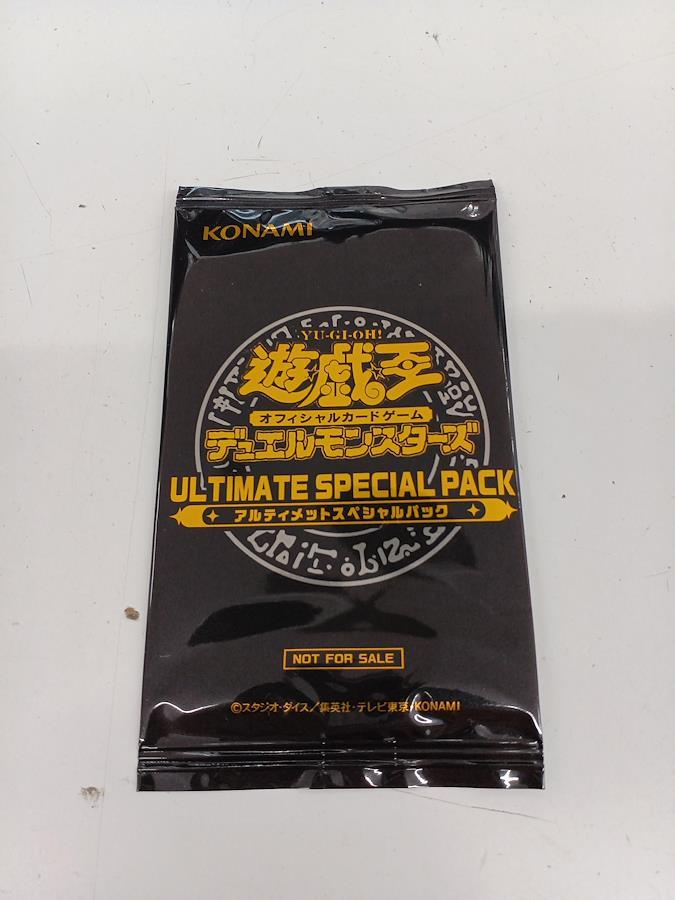 KONAMI
YU-GI-OH!
遊☆戯☆王
オフィシャルカードゲーム
デュエルモンスターズ
ULTIMATE SPECIAL PACK
アルティメットスペシャルパック
NOT FOR SALE
©スタジオ・ダイス／集英社・テレビ東京・KONAMI